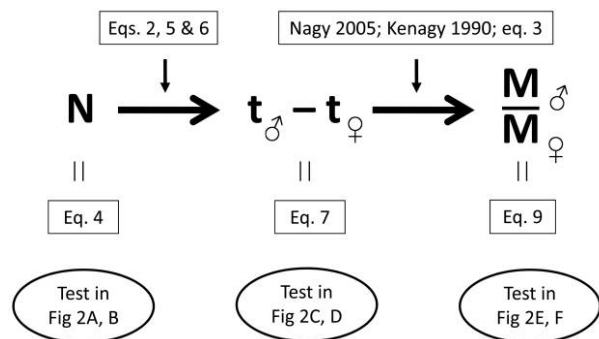 Eqs. 2, 5 & 6
Nagy 2005; Kenagy 1990; eq. 3
N
t♂ – t♀
M♂
M♀
||
||
||
Eq. 4
Eq. 7
Eq. 9
Test in
Fig 2A, B
Test in
Fig 2C, D
Test in
Fig 2E, F